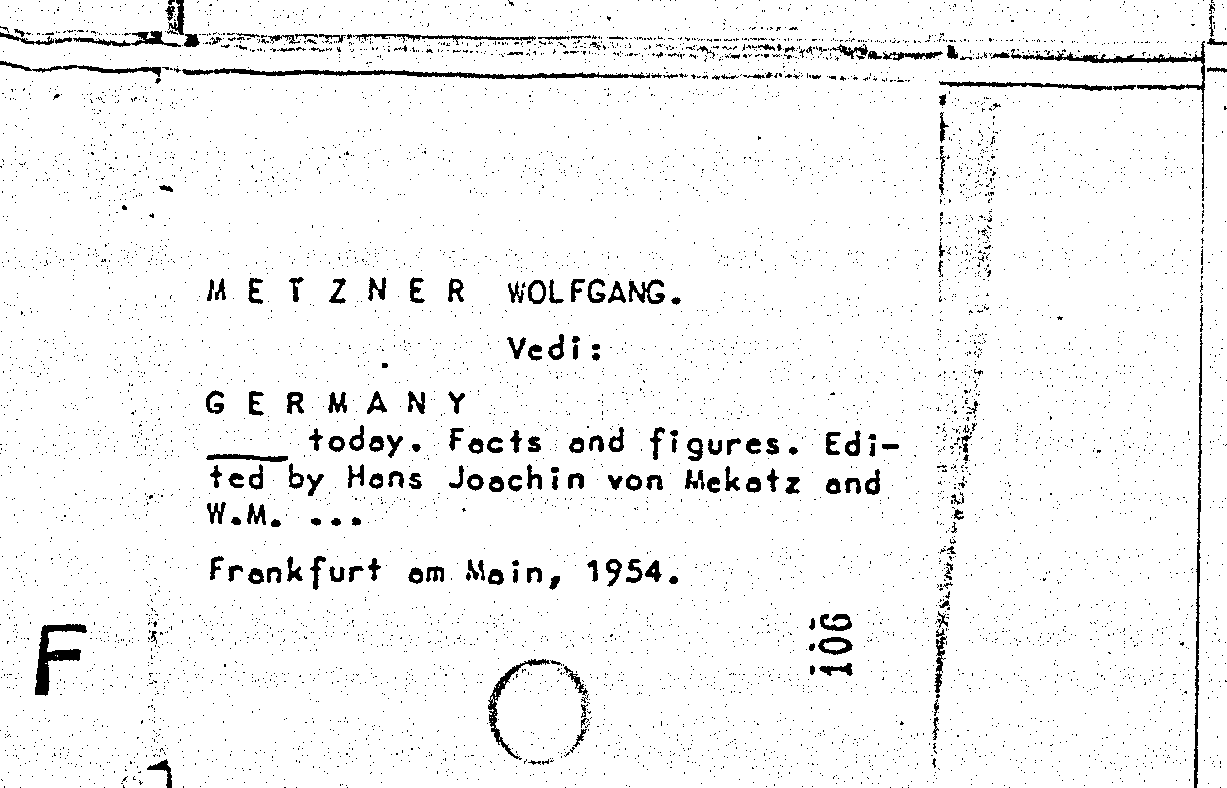 M E T Z N E R WOLFGANG.
Vedi:
G E R M A N Y
____ today. Facts and figures. Edi-
ted by Hans Joachin von Mekatz and
W.M. ...
Frankfurt am Main, 1954.
F
106